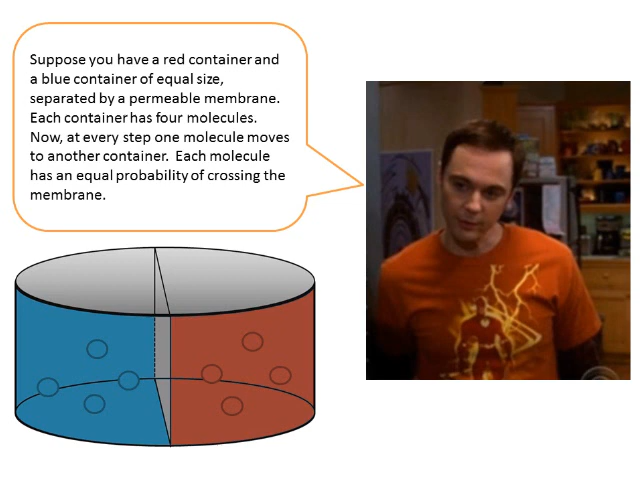 Suppose you have a red container and
a blue container of equal size,
separated by a permeable membrane.
Each container has four molecules.
Now, at every step one molecule moves
to another container.  Each molecule
has an equal probability of crossing the
membrane.